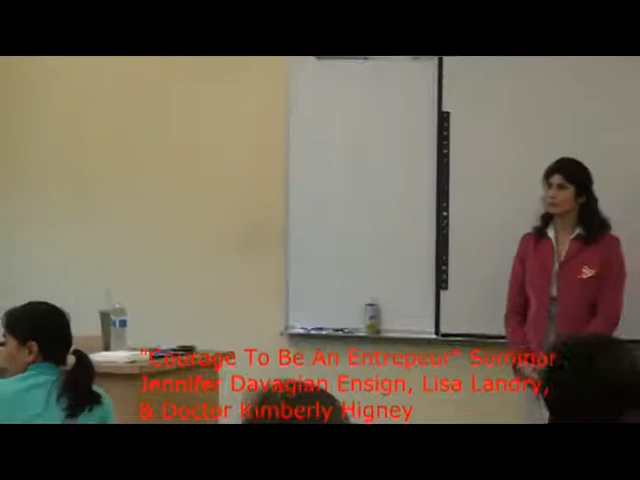 "Courage To Be An Entrepeur" Seminar
Jennifer Davagian Ensign, Lisa Landry,
& Doctor Kimberly Higney